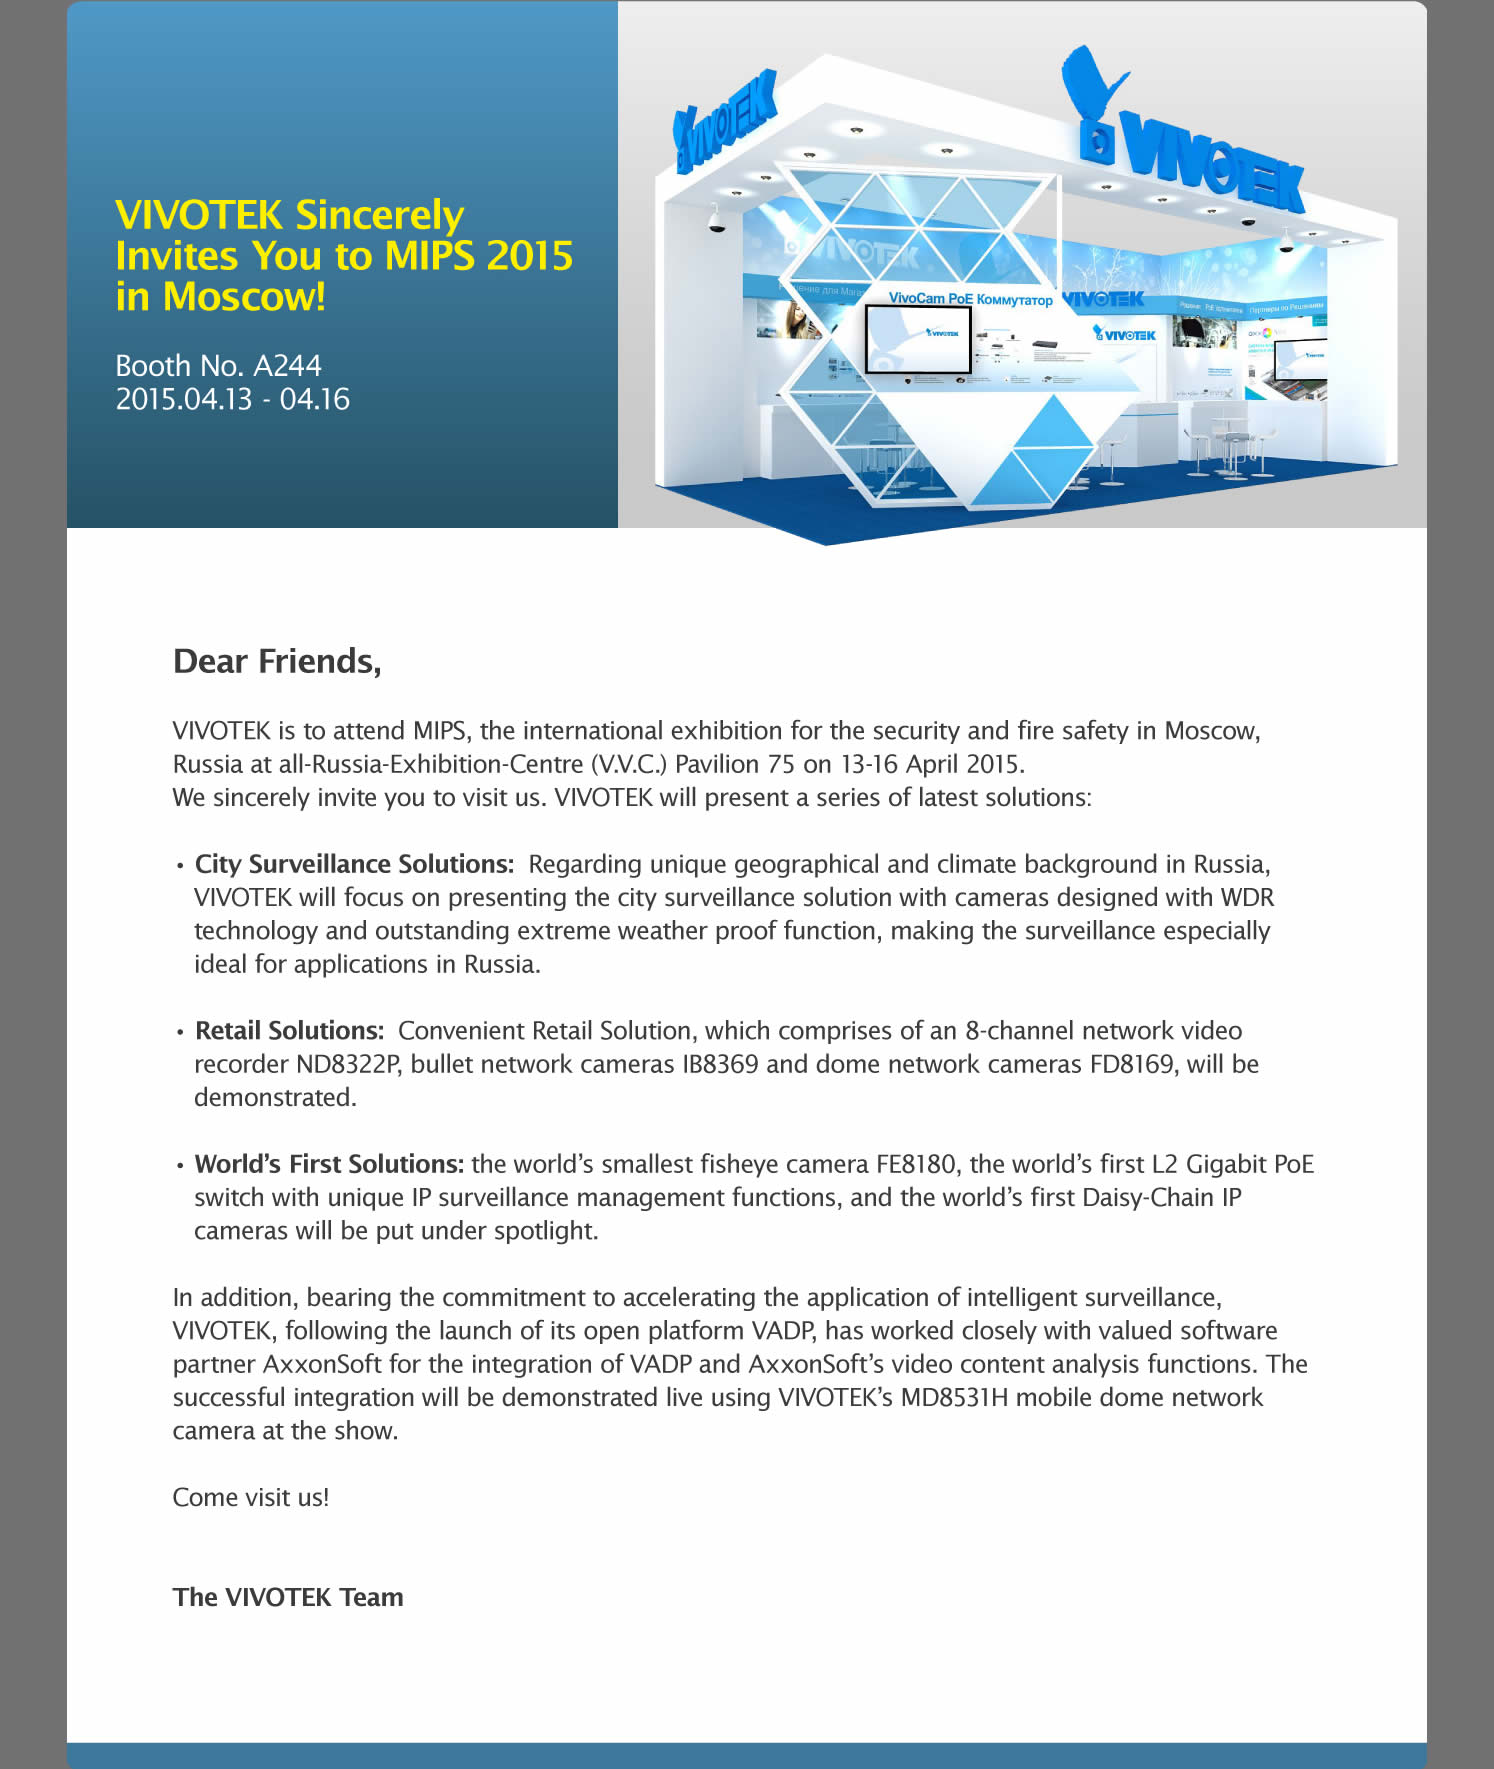 VIVOTEK Sincerely
Invites You to MIPS 2015
in Moscow!
Booth No. A244
2015.04.13 - 04.16
VIVOTEK
VIVOTEK
VIVOTEK
VivoCam PoE Коммутатор
VIVOTEK
VIVOTEK
VIVOTEK
Dear Friends,
VIVOTEK is to attend MIPS, the international exhibition for the security and fire safety in Moscow,
Russia at all-Russia-Exhibition-Centre (V.V.C.) Pavilion 75 on 13-16 April 2015.
We sincerely invite you to visit us. VIVOTEK will present a series of latest solutions:
• City Surveillance Solutions: Regarding unique geographical and climate background in Russia,
VIVOTEK will focus on presenting the city surveillance solution with cameras designed with WDR
technology and outstanding extreme weather proof function, making the surveillance especially
ideal for applications in Russia.
• Retail Solutions: Convenient Retail Solution, which comprises of an 8-channel network video
recorder ND8322P, bullet network cameras IB8369 and dome network cameras FD8169, will be
demonstrated.
• World’s First Solutions: the world’s smallest fisheye camera FE8180, the world’s first L2 Gigabit PoE
switch with unique IP surveillance management functions, and the world’s first Daisy-Chain IP
cameras will be put under spotlight.
In addition, bearing the commitment to accelerating the application of intelligent surveillance,
VIVOTEK, following the launch of its open platform VADP, has worked closely with valued software
partner AxxonSoft for the integration of VADP and AxxonSoft’s video content analysis functions. The
successful integration will be demonstrated live using VIVOTEK’s MD8531H mobile dome network
camera at the show.
Come visit us!
The VIVOTEK Team